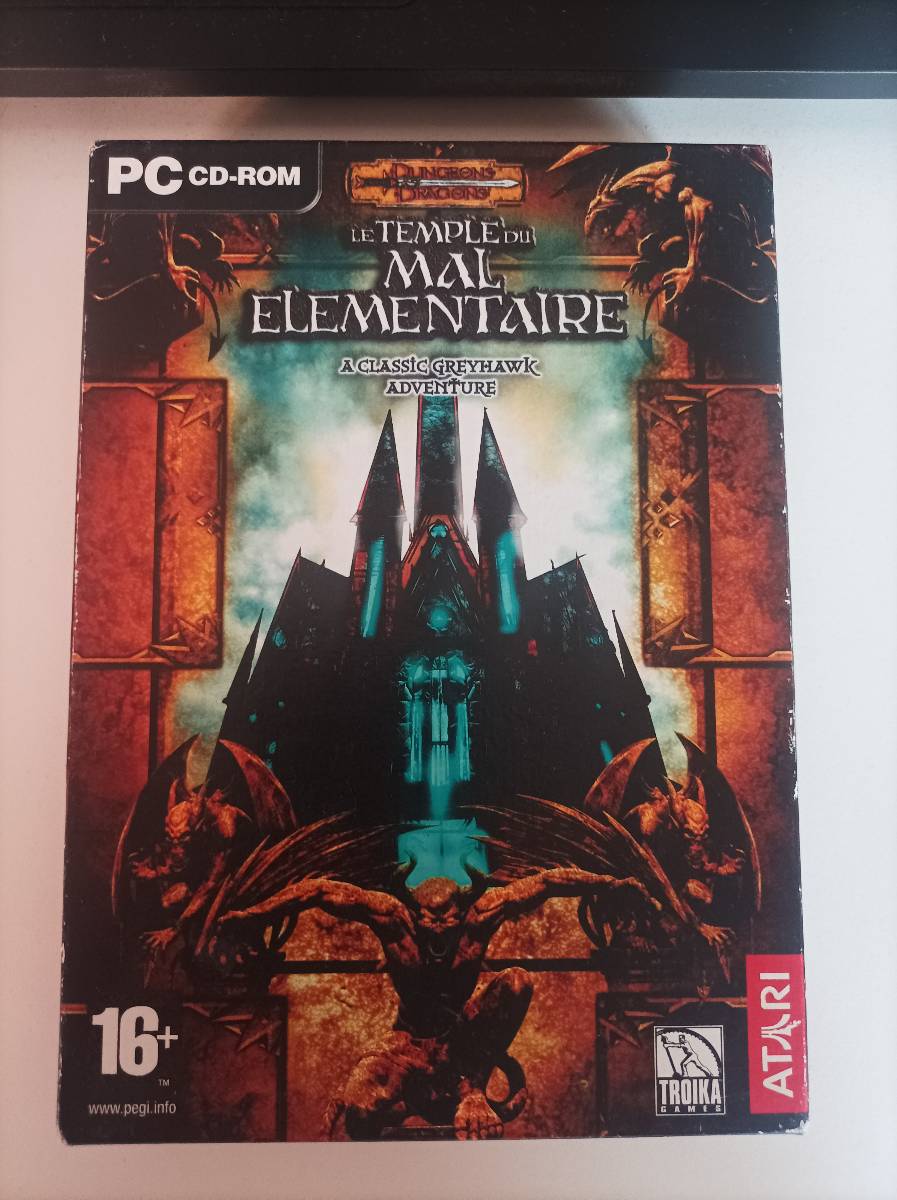 PC CD-ROM
DUNGEONS
DRAGONS
LE TEMPLE DU
MAL
ELEMENTAIRE
A CLASSIC GREYHAWK
ADVENTURE
16+
TM
www.pegi.info
TROIKA
GAMES
ATARI